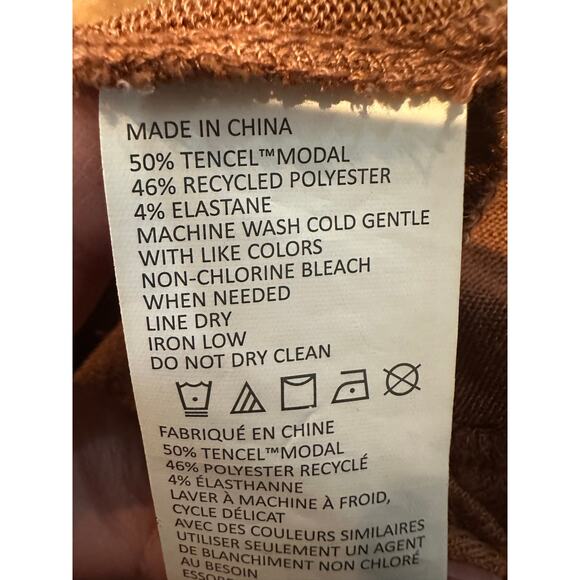 MADE IN CHINA
50% TENCEL™MODAL
46% RECYCLED POLYESTER
4% ELASTANE
MACHINE WASH COLD GENTLE
WITH LIKE COLORS
NON-CHLORINE BLEACH
WHEN NEEDED
LINE DRY
IRON LOW
DO NOT DRY CLEAN
FABRIQUÉ EN CHINE
50% TENCEL™MODAL
46% POLYESTER RECYCLÉ
4% ÉLASTHANNE
LAVER À MACHINE À FROID,
CYCLE DÉLICAT
AVEC DES COULEURS SIMILAIRES
UTILISER SEULEMENT UN AGENT
DE BLANCHIMENT NON CHLORÉ
AU BESOIN